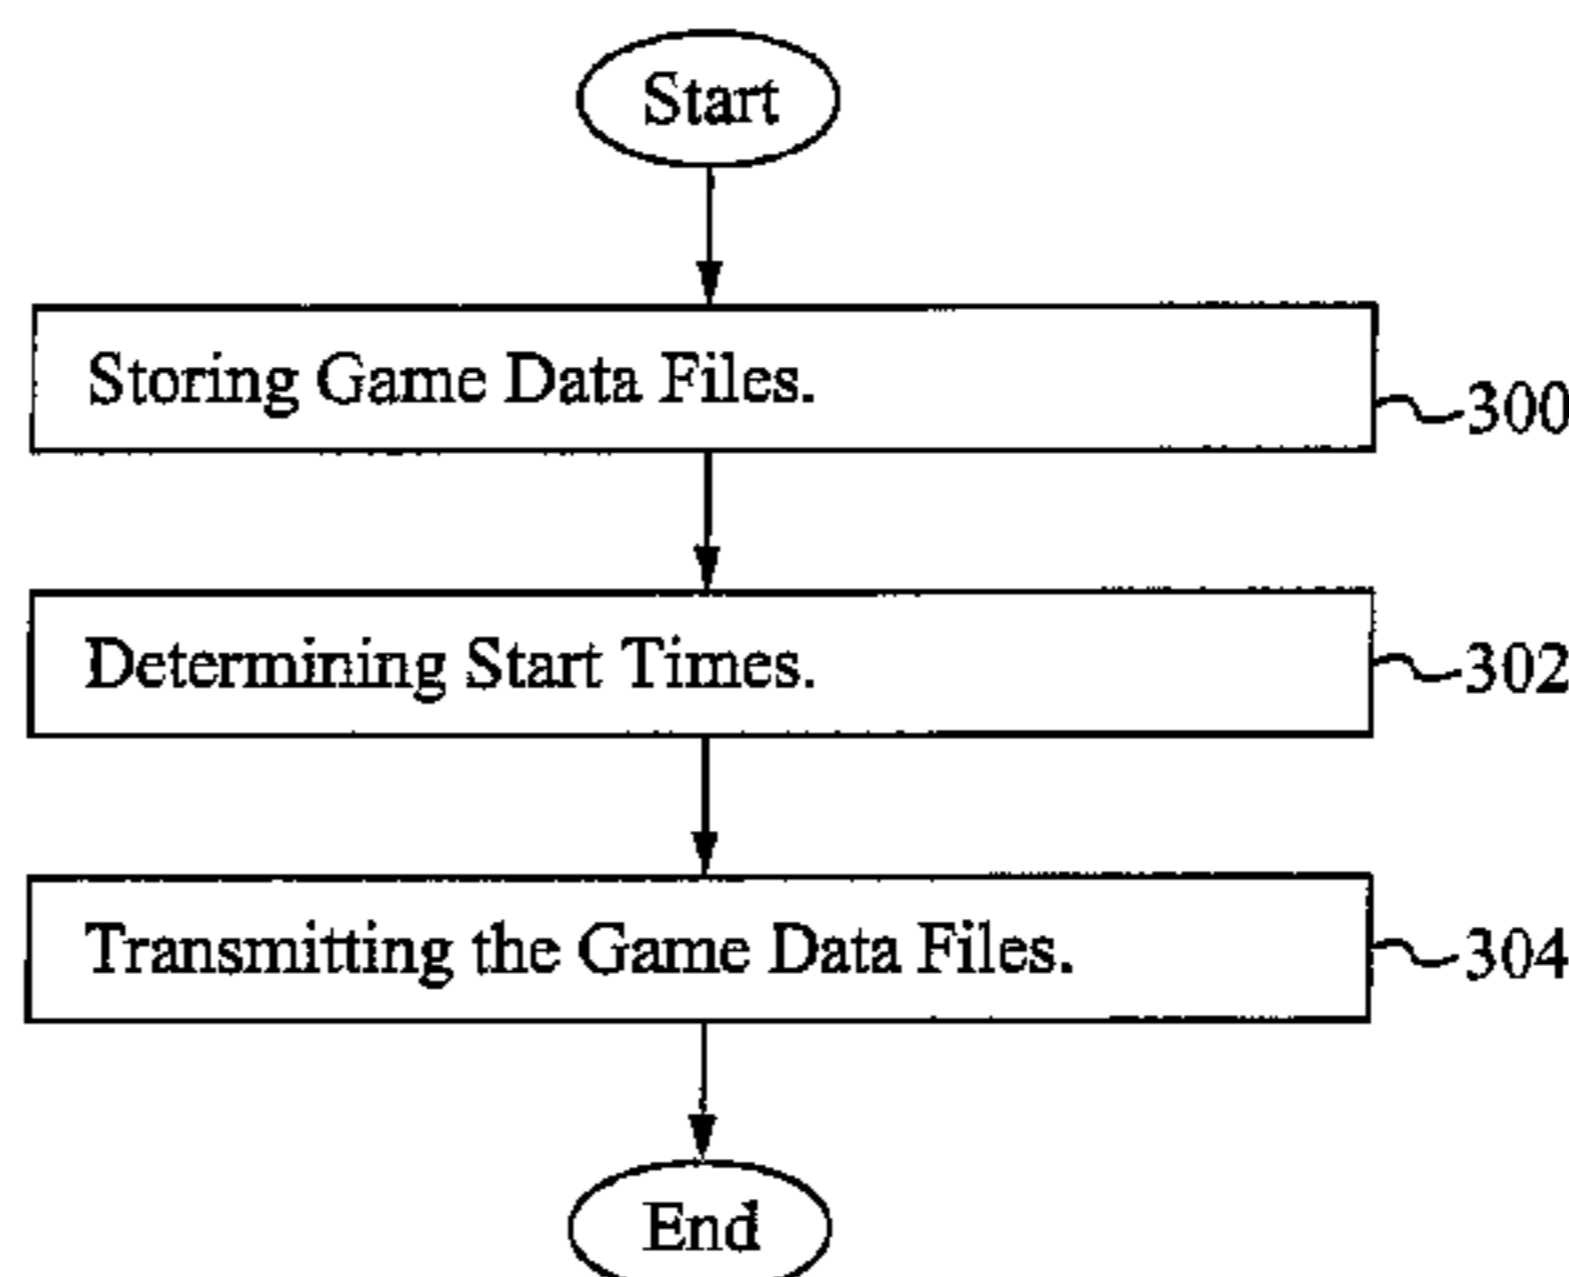 Start
Storing Game Data Files.
300
Determining Start Times.
302
Transmitting the Game Data Files.
304
End